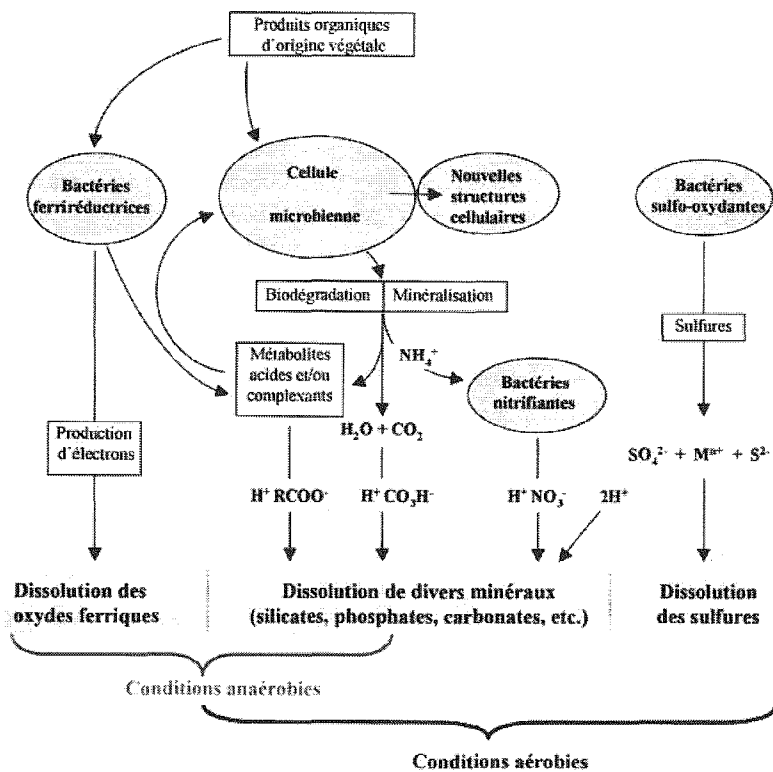 Produits organiques
d'origine végétale
Bactéries
ferriréductrices
Cellule
microbienne
Nouvelles
structures
cellulaires
Bactéries
sulfo-oxydantes
Biodégradation
Minéralisation
Sulfures
Métabolites
acides et/ou
complexants
NH₄⁺
Bactéries
nitrifiantes
Production
d'électrons
H₂O + CO₂
SO₄²⁻ + Mⁿ⁺ + S²⁻
H⁺ RCOO⁻
H⁺ CO₃H⁻
H⁺ NO₃⁻
2H⁺
Dissolution des
oxydes ferriques
Dissolution de divers minéraux
(silicates, phosphates, carbonates, etc.)
Dissolution
des sulfures
Conditions anaérobies
Conditions aérobies